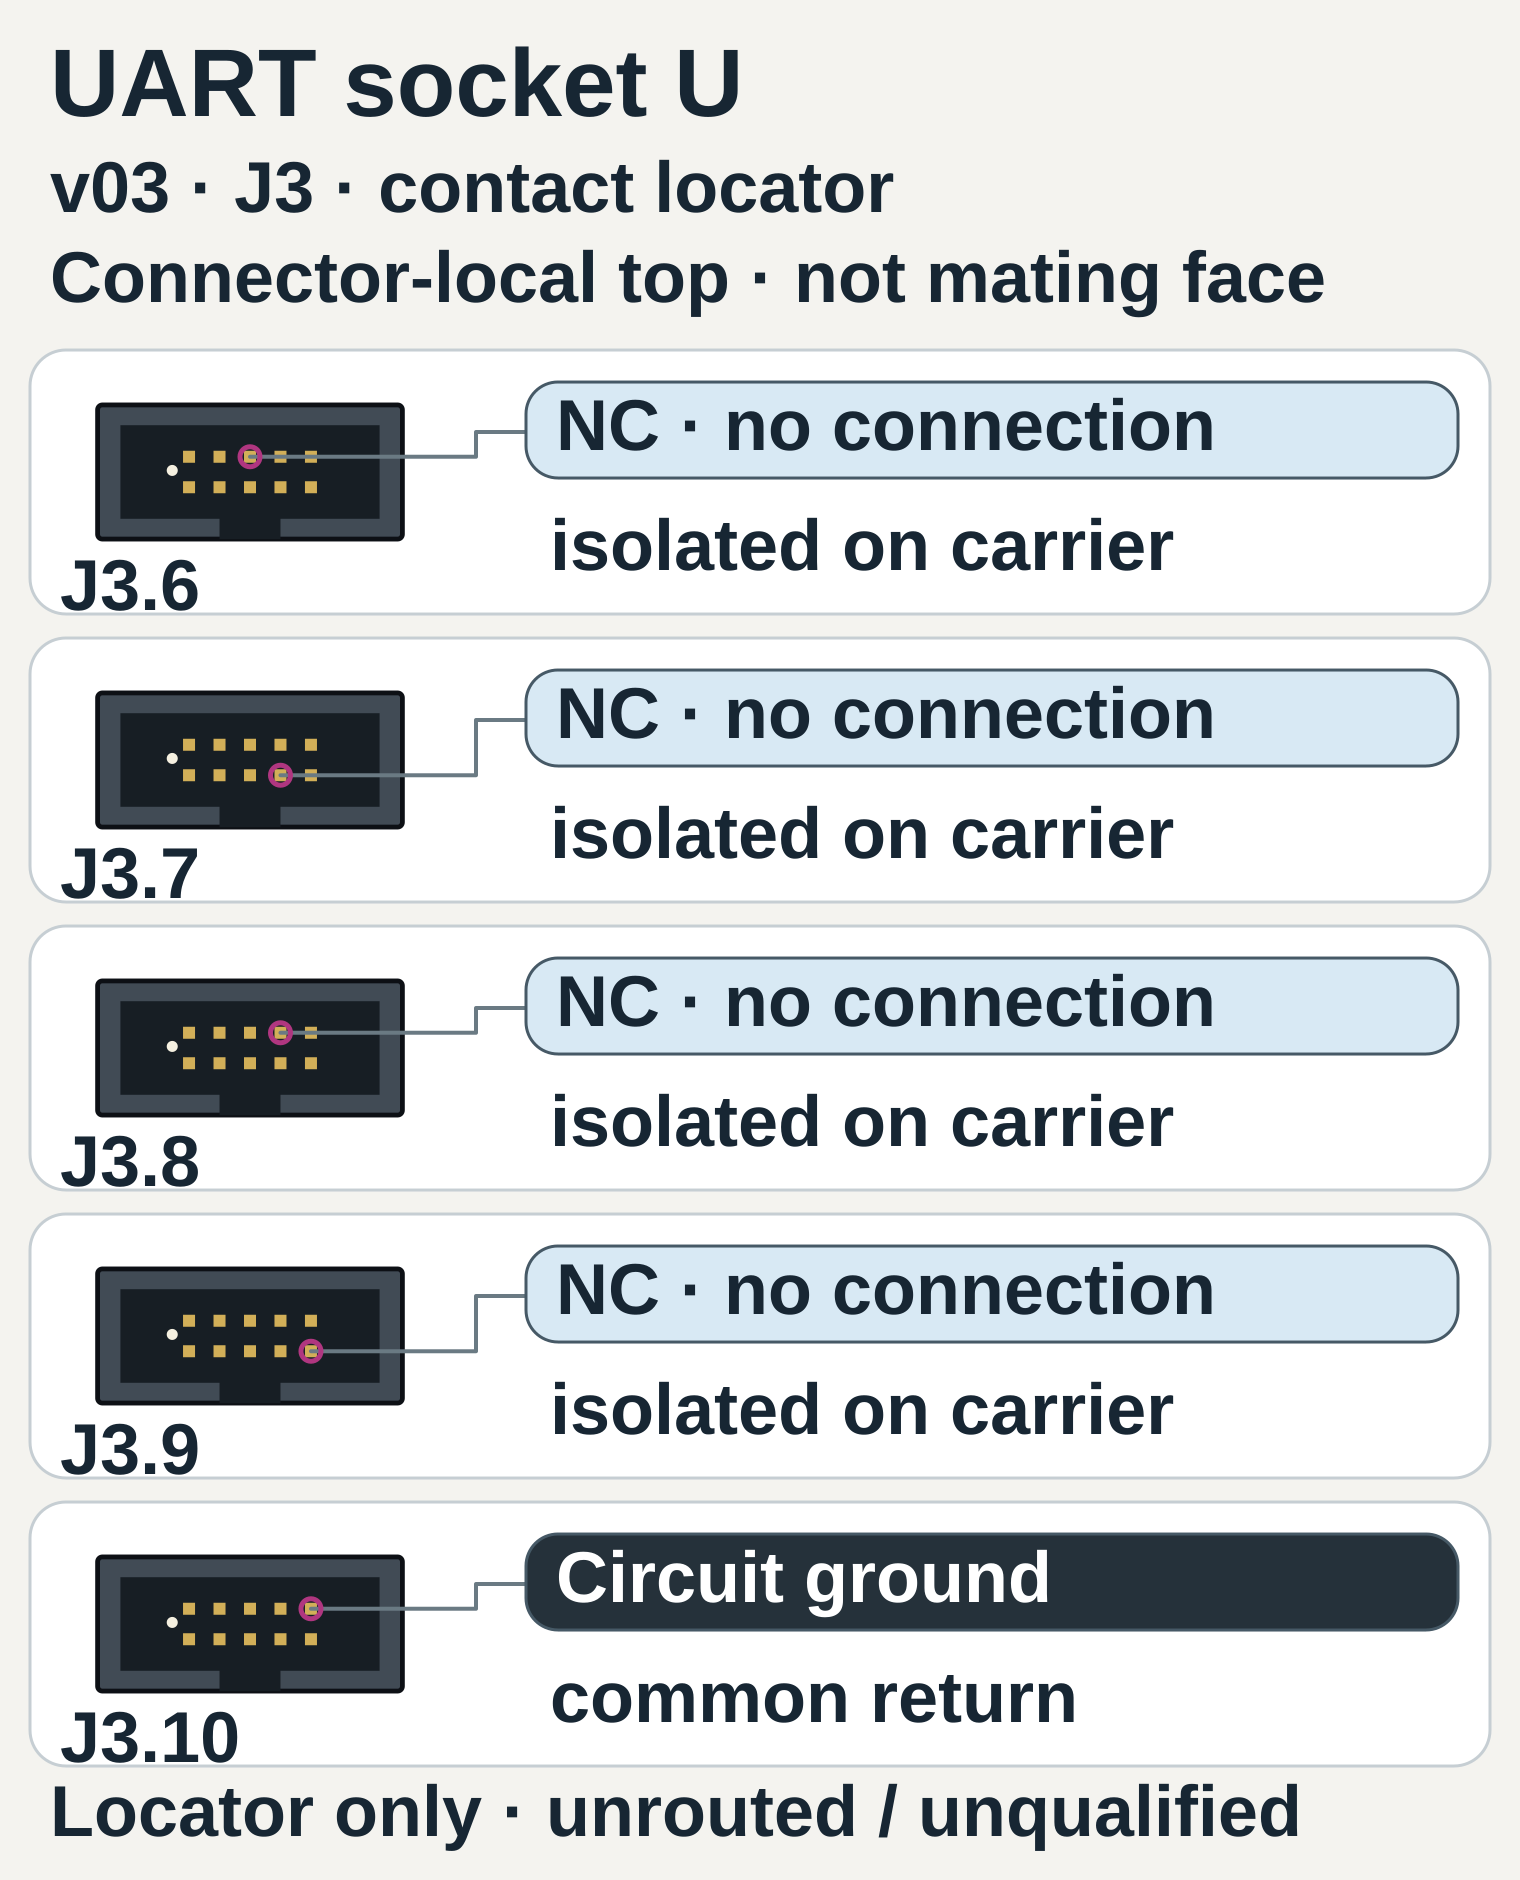 UART socket U
v03 · J3 · contact locator
Connector-local top · not mating face
NC · no connection
isolated on carrier
J3.6
NC · no connection
isolated on carrier
J3.7
NC · no connection
isolated on carrier
J3.8
NC · no connection
isolated on carrier
J3.9
Circuit ground
common return
J3.10
Locator only · unrouted / unqualified